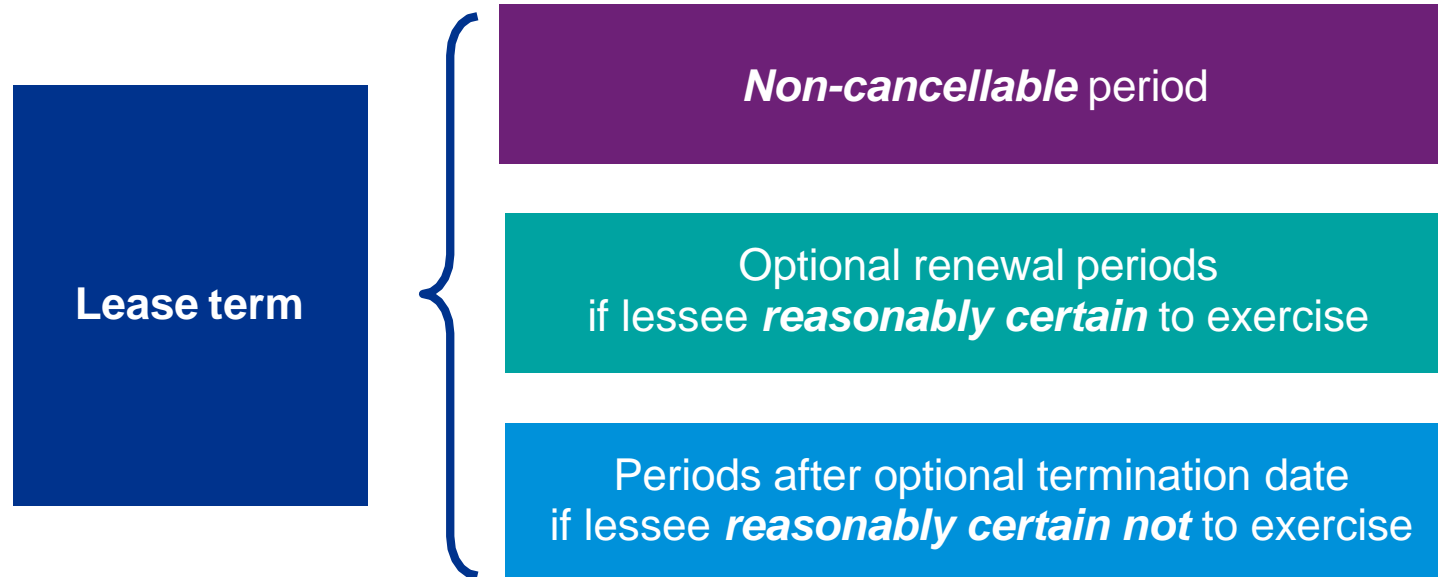 Non-cancellable period
Lease term
Optional renewal periods
if lessee reasonably certain to exercise
Periods after optional termination date
if lessee reasonably certain not to exercise